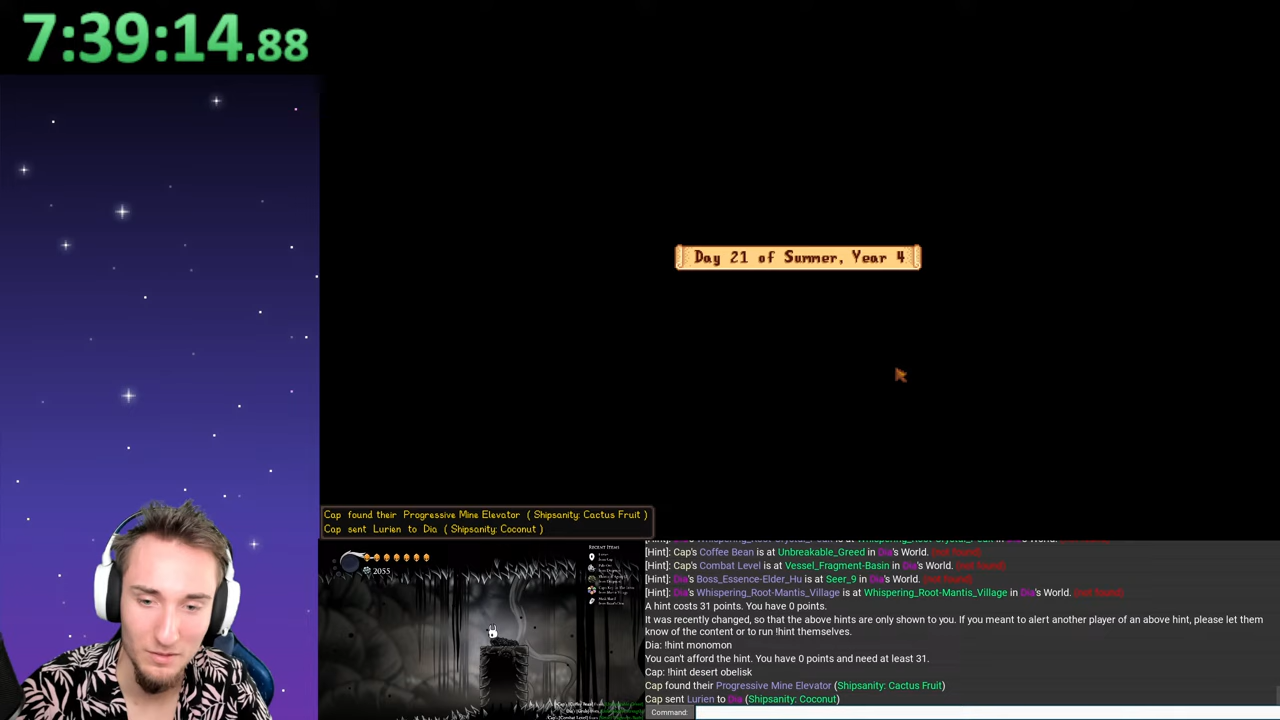 7:39:14.88
Day 21 of Summer, Year 4
Cap found their Progressive Mine Elevator ( Shipsanity: Cactus Fruit )
Cap sent Lurien to Dia ( Shipsanity: Coconut )
2055
RECENT ITEMS
[Hint]: Cap's Coffee Bean is at Unbreakable_Greed in Dia's World. (not found)
[Hint]: Cap's Combat Level is at Vessel_Fragment-Basin in Dia's World. (not found)
[Hint]: Dia's Boss_Essence-Elder_Hu is at Seer_9 in Dia's World. (not found)
[Hint]: Dia's Whispering_Root-Mantis_Village is at Whispering_Root-Mantis_Village in Dia's World. (not found)
A hint costs 31 points. You have 0 points.
It was recently changed, so that the above hints are only shown to you. If you meant to alert another player of an above hint, please let them
know of the content or to run !hint themselves.
Dia: !hint monomon
You can't afford the hint. You have 0 points and need at least 31.
Cap: !hint desert obelisk
Cap found their Progressive Mine Elevator (Shipsanity: Cactus Fruit)
Cap sent Lurien to Dia (Shipsanity: Coconut)
Command: